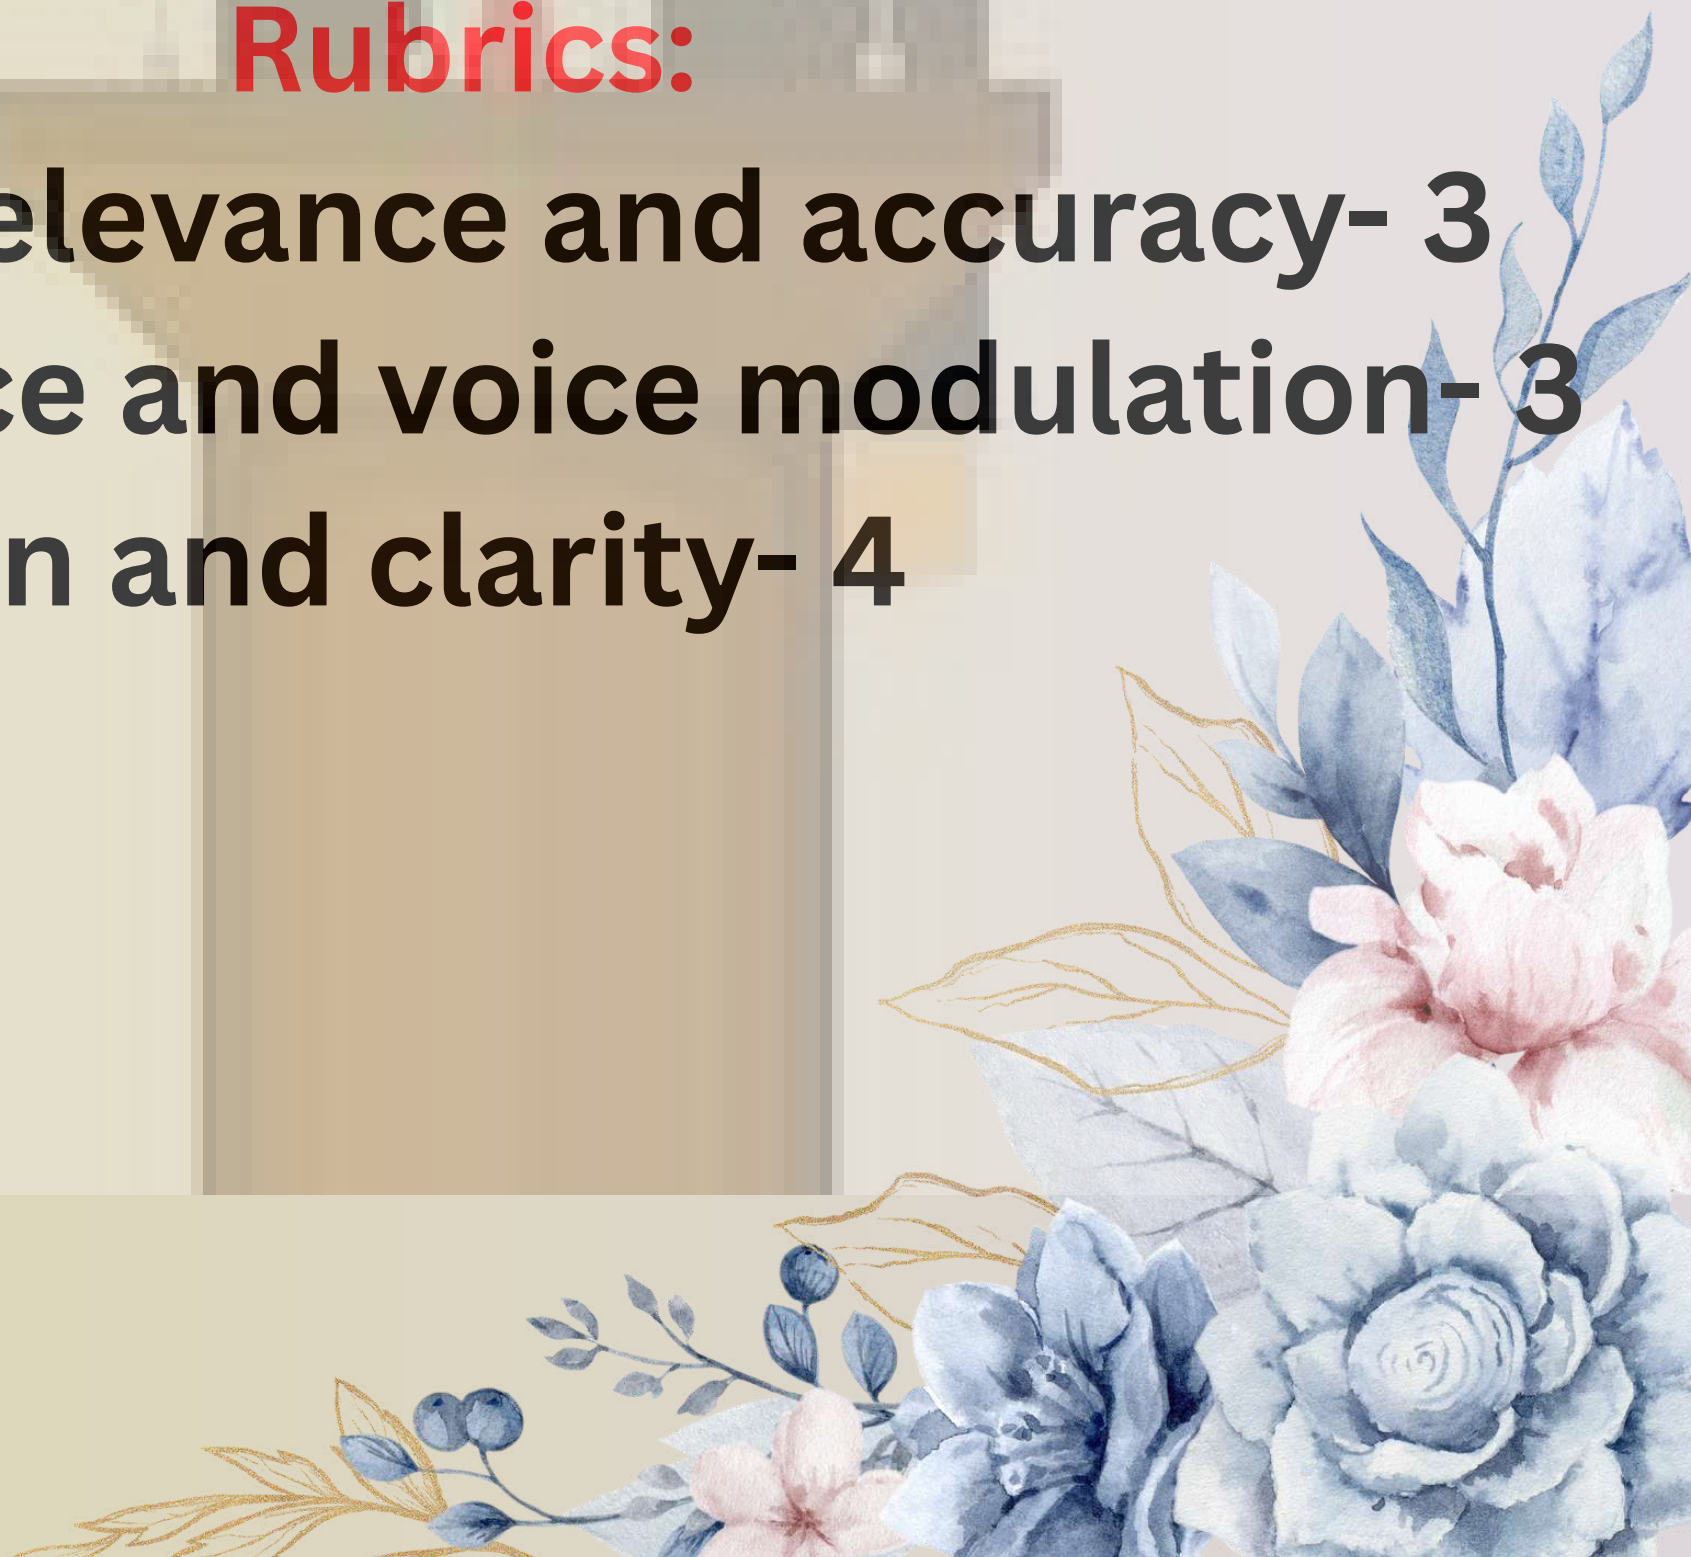 Rubrics:
elevance and accuracy- 3
ce and voice modulation- 3
n and clarity- 4